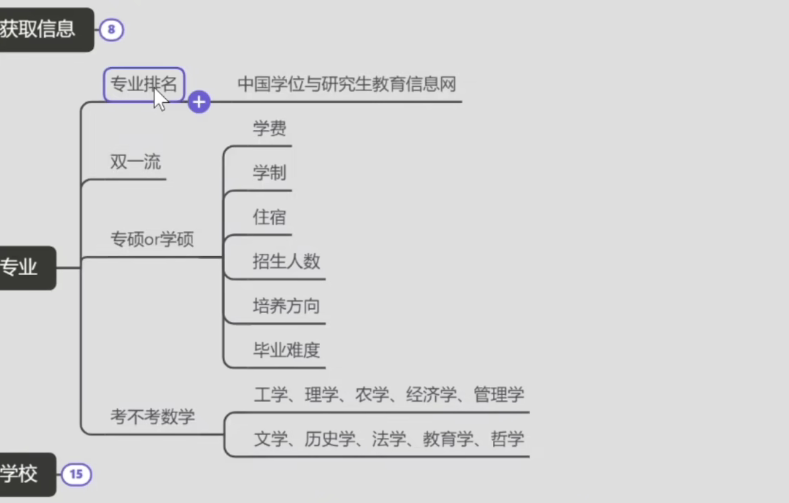 获取信息
8
专业排名
中国学位与研究生教育信息网
双一流
专业
专硕or学硕
学费
学制
住宿
招生人数
培养方向
毕业难度
考不考数学
工学、理学、农学、经济学、管理学
文学、历史学、法学、教育学、哲学
学校
15